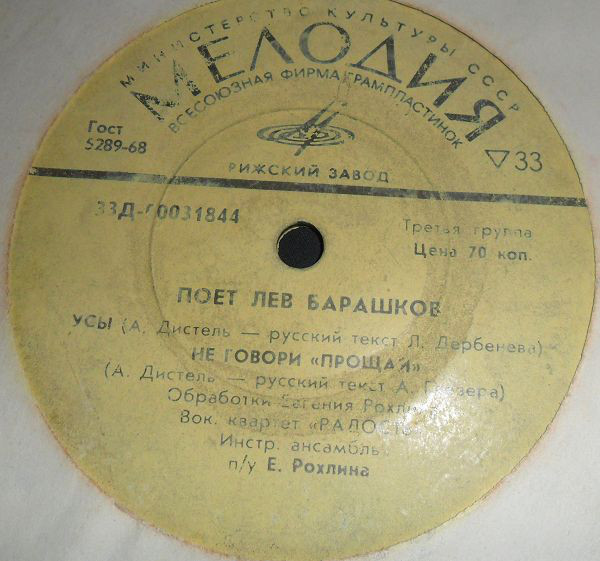 МИНИСТЕРСТВО КУЛЬТУРЫ СССР
МЕЛОДИЯ
ВСЕСОЮЗНАЯ ФИРМА ГРАМПЛАСТИНОК
Гост
5289-68
▽33
РИЖСКИЙ ЗАВОД
33Д-00031844
Третья группа
Цена 70 коп.
ПОЕТ ЛЕВ БАРАШКОВ
УСЫ (А. Дистель — русский текст Л. Дербенева)
НЕ ГОВОРИ «ПРОЩАЙ»
(А. Дистель — русский текст А.
Обработки Евгения Рохлина
Вок. квартет «РАДОСТЬ»
Инстр. ансамбль
п/у Е. Рохлина